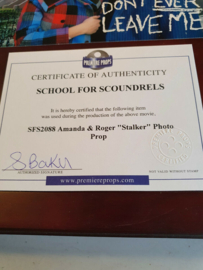 DON'T EVER
LEAVE ME
PREMIERE PROPS
CERTIFICATE OF AUTHENTICITY
SCHOOL FOR SCOUNDRELS
It is hereby certified that the following item
was used during the production of the above movie,
SFS2088 Amanda & Roger "Stalker" Photo
Prop
AUTHORIZED SIGNATURE
NOT VALID WITHOUT STAMP
www.premiereprops.com